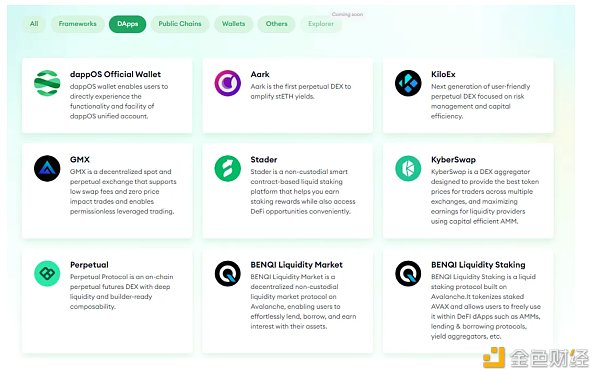 Coming soon
All Frameworks DApps Public Chains Wallets Others Explorer
dappOS Official Wallet
dappOS wallet enables users to
directly experience the
functionality and facility of
dappOS unified account.
Aark
Aark is the first perpetual DEX to
amplify stETH yields.
KiloEx
Next generation of user-friendly
perpetual DEX focused on risk
management and capital
efficiency.
GMX
GMX is a decentralized spot and
perpetual exchange that supports
low swap fees and zero price
impact trades and enables
permissionless leveraged trading.
Stader
Stader is a non-custodial smart
contract-based liquid staking
platform that helps you earn
staking rewards while also access
DeFi opportunities conveniently.
KyberSwap
KyberSwap is a DEX aggregator
designed to provide the best token
prices for traders across multiple
exchanges, and maximizing
earnings for liquidity providers
using capital efficient AMM.
Perpetual
Perpetual Protocol is an on-chain
perpetual futures DEX with deep
liquidity and builder-ready
composability.
BENQI Liquidity Market
BENQI Liquidity Market is a
decentralized non-custodial
liquidity market protocol on
Avalanche, enabling users to
effortlessly lend, borrow, and earn
interest with their assets.
BENQI Liquidity Staking
BENQI Liquidity Staking is a liquid
staking protocol built on
Avalanche.It tokenizes staked
AVAX and allows users to freely use
it within DeFi dApps such as AMMs,
lending & borrowing protocols,
yield aggregators, etc.
金色财经